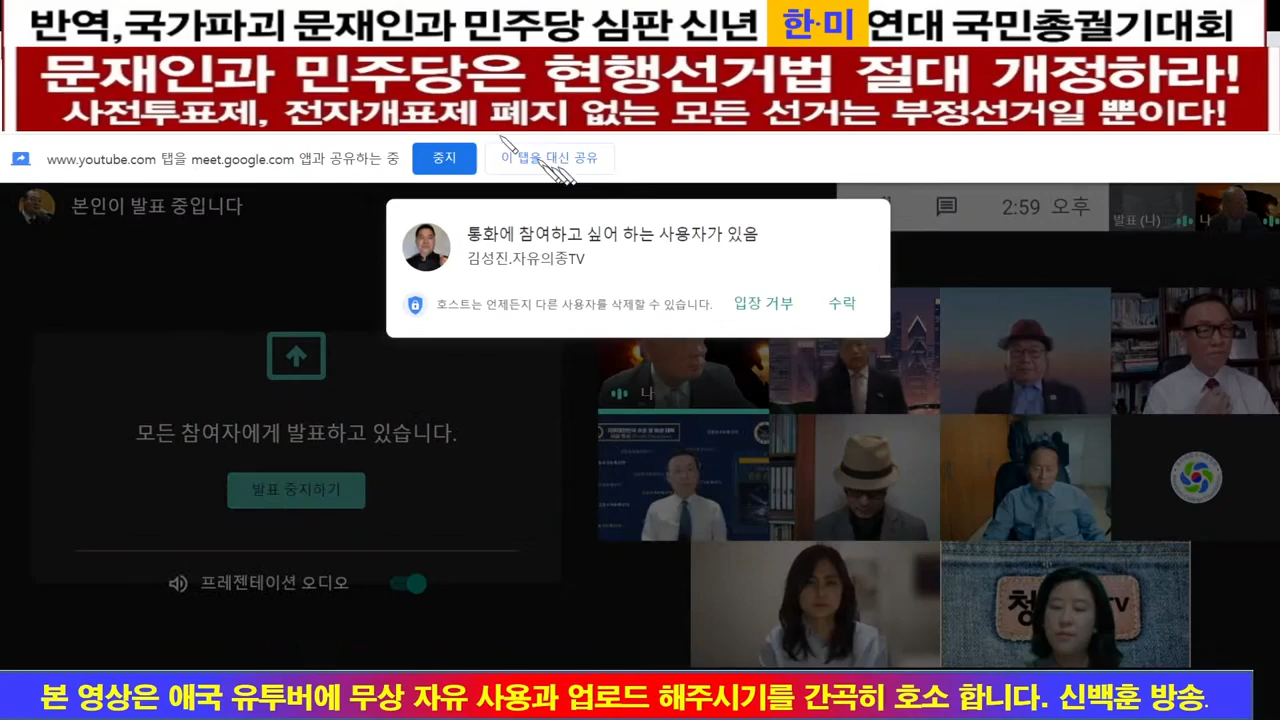 반역,국가파괴 문재인과 민주당 심판 신년 한·미 연대 국민총궐기대회
문재인과 민주당은 현행선거법 절대 개정하라!
사전투표제, 전자개표제 폐지 없는 모든 선거는 부정선거일 뿐이다!
www.youtube.com 탭을 meet.google.com 앱과 공유하는 중 중지 이 탭을 대신 공유
본인이 발표 중입니다
2:59 오후
발표 (나)
나
통화에 참여하고 싶어 하는 사용자가 있음
김성진.자유의종TV
호스트는 언제든지 다른 사용자를 삭제할 수 있습니다. 입장 거부 수락
나
모든 참여자에게 발표하고 있습니다.
발표 중지하기
프레젠테이션 오디오
TV
본 영상은 애국 유투버에 무상 자유 사용과 업로드 해주시기를 간곡히 호소 합니다. 신백훈 방송.